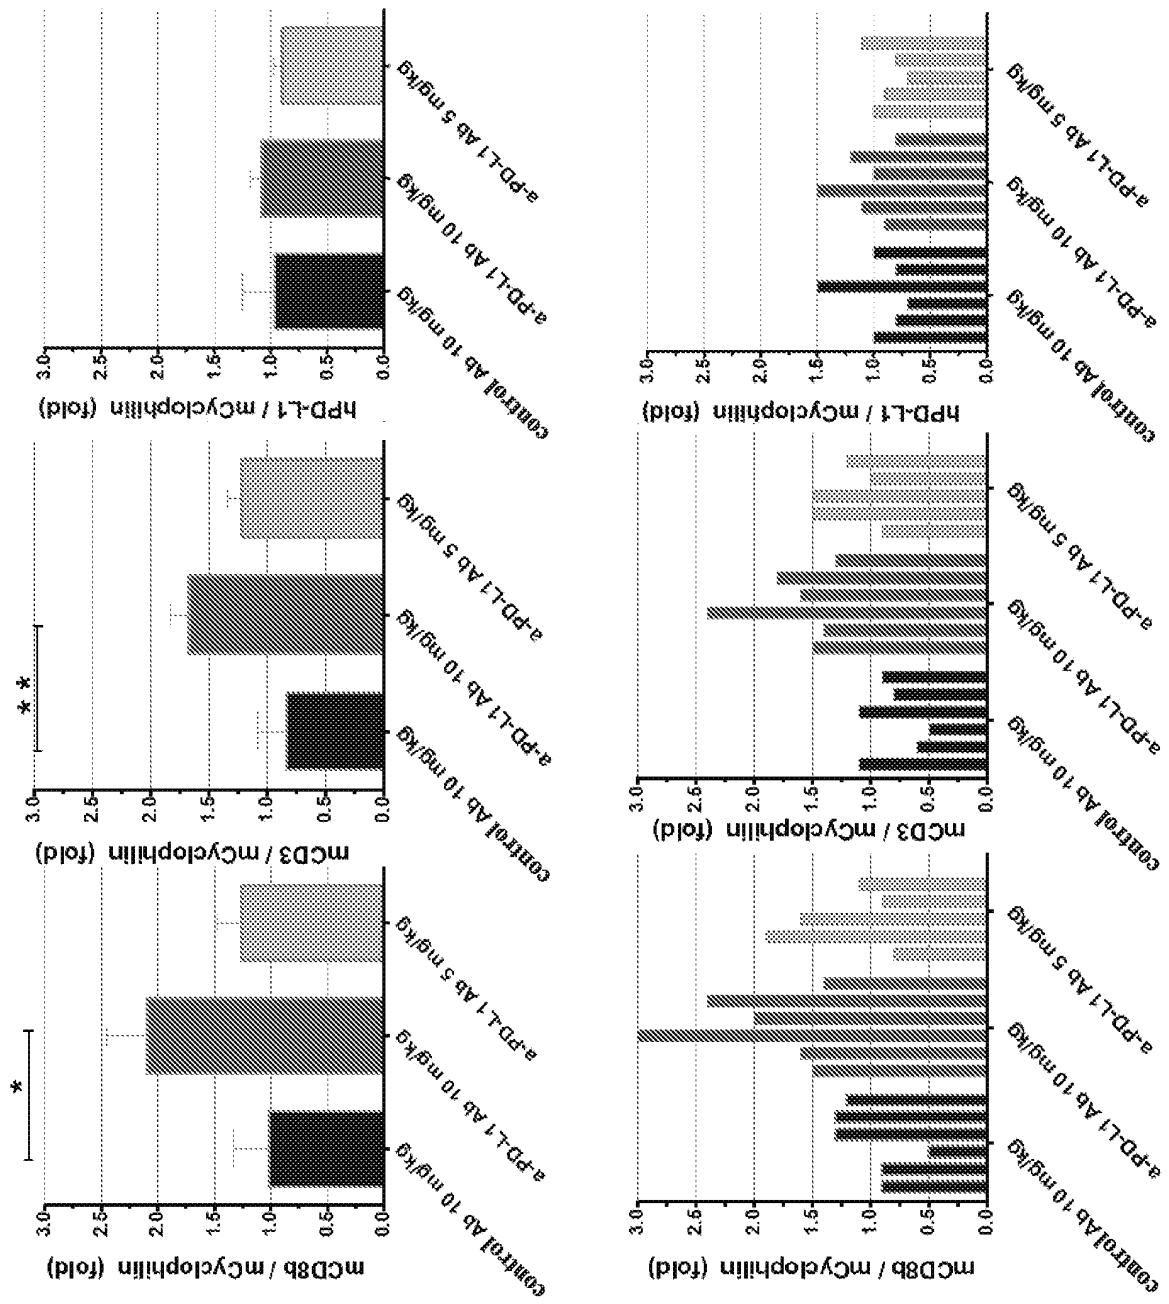 *
3.0
2.5
2.0
1.5
1.0
0.5
0.0
mCD8b / mCyclophilin (fold)
control Ab 10 mg/kg
a-PD-L1 Ab 10 mg/kg
a-PD-L1 Ab 5 mg/kg
* *
3.0
2.5
2.0
1.5
1.0
0.5
0.0
mCD3 / mCyclophilin (fold)
control Ab 10 mg/kg
a-PD-L1 Ab 10 mg/kg
a-PD-L1 Ab 5 mg/kg
3.0
2.5
2.0
1.5
1.0
0.5
0.0
hPD-L1 / mCyclophilin (fold)
control Ab 10 mg/kg
a-PD-L1 Ab 10 mg/kg
a-PD-L1 Ab 5 mg/kg
3.0
2.5
2.0
1.5
1.0
0.5
0.0
mCD8b / mCyclophilin (fold)
control Ab 10 mg/kg
a-PD-L1 Ab 10 mg/kg
a-PD-L1 Ab 5 mg/kg
3.0
2.5
2.0
1.5
1.0
0.5
0.0
mCD3 / mCyclophilin (fold)
control Ab 10 mg/kg
a-PD-L1 Ab 10 mg/kg
a-PD-L1 Ab 5 mg/kg
3.0
2.5
2.0
1.5
1.0
0.5
0.0
hPD-L1 / mCyclophilin (fold)
control Ab 10 mg/kg
a-PD-L1 Ab 10 mg/kg
a-PD-L1 Ab 5 mg/kg